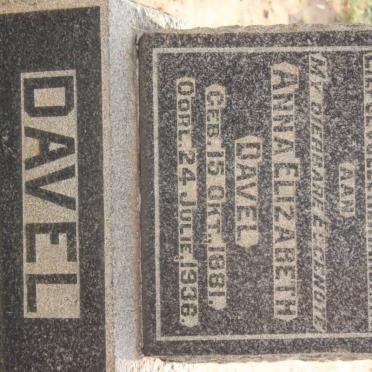 AAN
MY DIERBARE EGGENOTE
ANNA ELIZABETH
DAVEL
GEB. 15 OKT. 1881.
OORL. 24 JULIE, 1936.
DAVEL